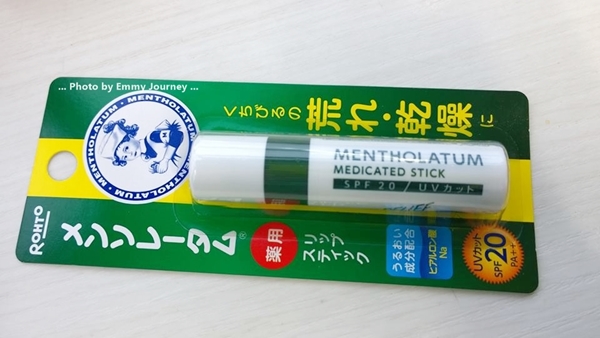 ... Photo by Emmy Journey ...
MENTHOLATUM
MENTHOLATUM
くちびるの荒れ・乾燥に
MENTHOLATUM
MEDICATED STICK
SPF 20 / UVカット
ROHTO
メンソレータム®
薬用
リップ
スティック
うるおい
成分配合
ヒアルロン酸
Na
UVカット
SPF20
PA++